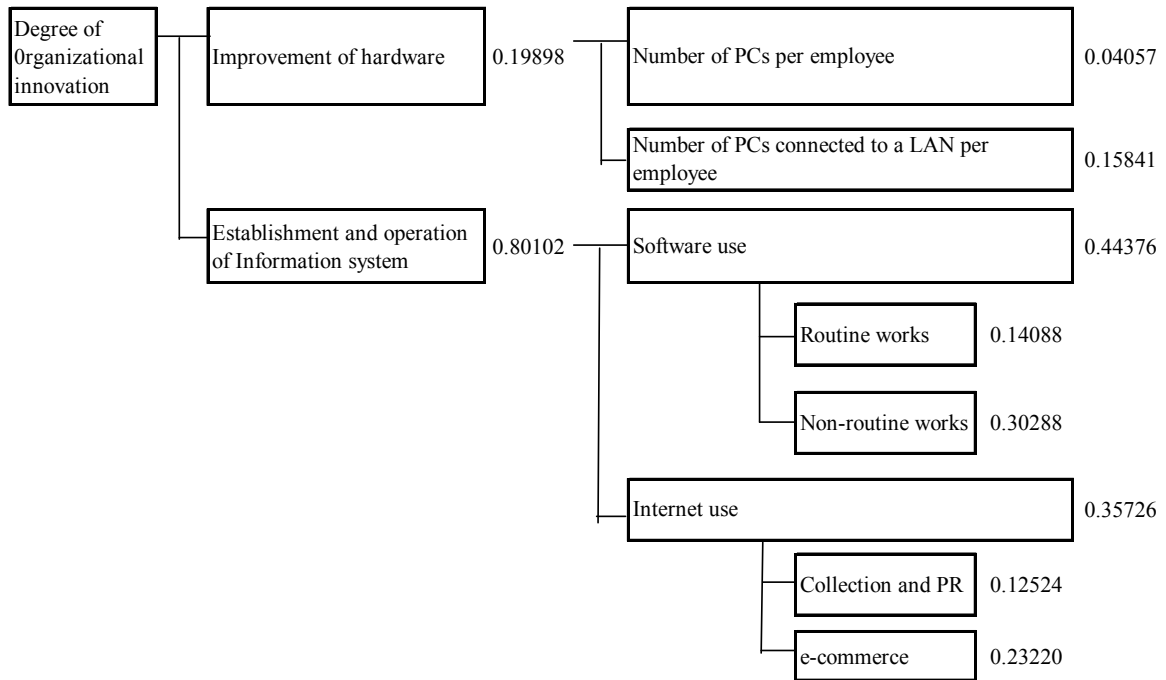 Degree of
0rganizational
innovation
Improvement of hardware
0.19898
Number of PCs per employee
0.04057
Number of PCs connected to a LAN per
employee
0.15841
Establishment and operation
of Information system
0.80102
Software use
0.44376
Routine works
0.14088
Non-routine works
0.30288
Internet use
0.35726
Collection and PR
0.12524
e-commerce
0.23220